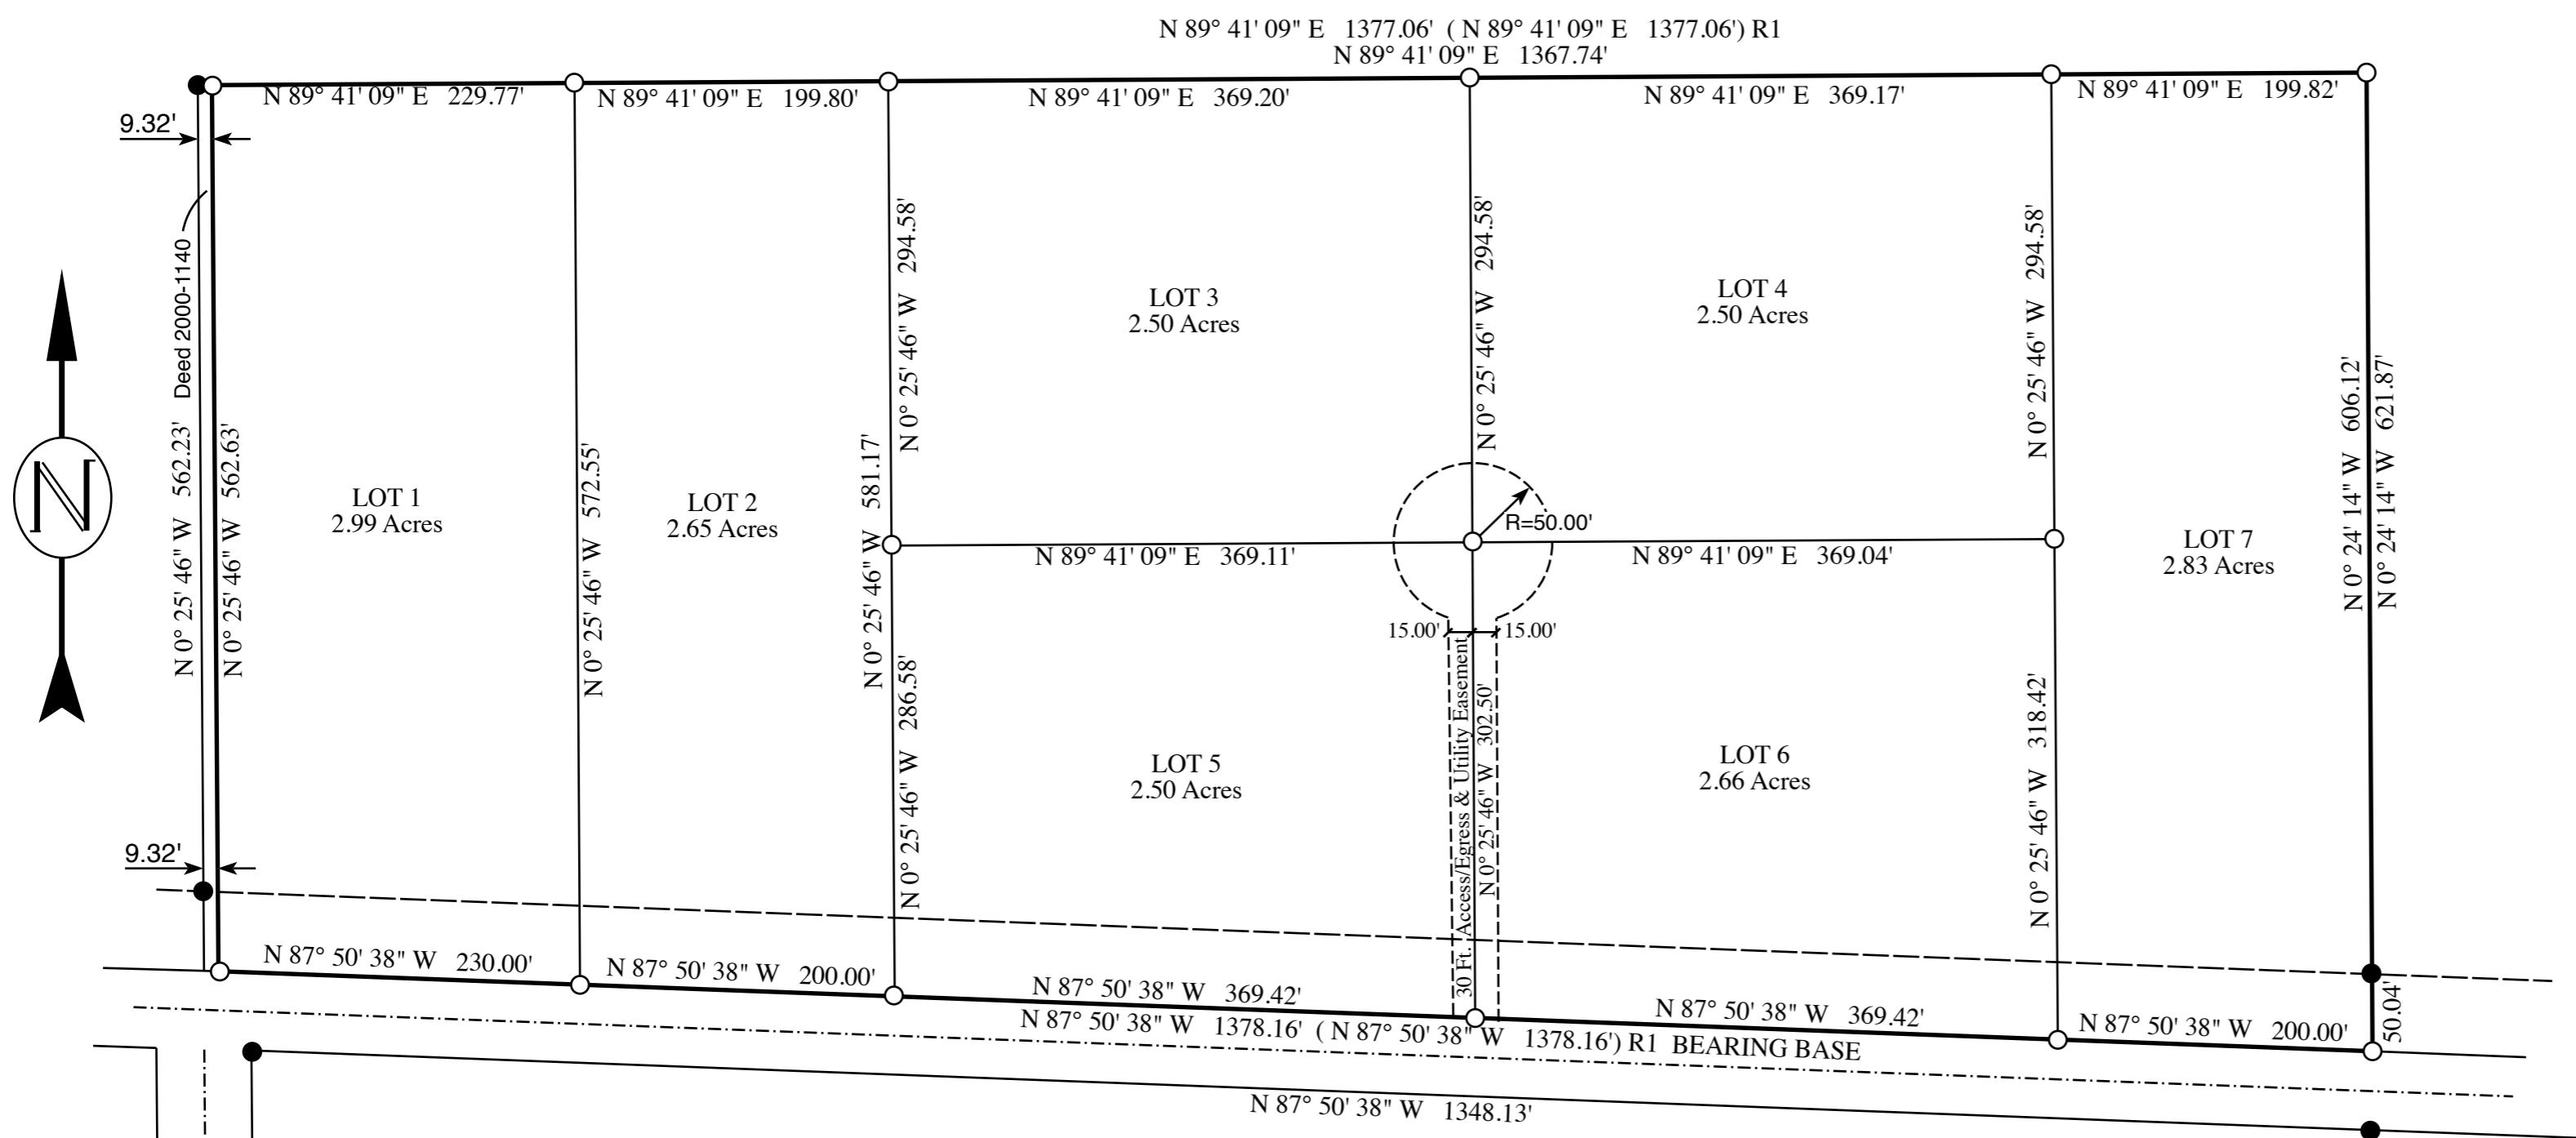 N 89° 41' 09" E 1377.06' ( N 89° 41' 09" E 1377.06') R1
N 89° 41' 09" E 1367.74'
N 89° 41' 09" E 229.77'
N 89° 41' 09" E 199.80'
N 89° 41' 09" E 369.20'
N 89° 41' 09" E 369.17'
N 89° 41' 09" E 199.82'
9.32'
Deed 2000-1140
N 0° 25' 46" W 562.23'
N 0° 25' 46" W 562.63'
N
LOT 1
2.99 Acres
N 0° 25' 46" W 572.55'
LOT 2
2.65 Acres
N 0° 25' 46" W 581.17'
N 0° 25' 46" W 294.58'
LOT 3
2.50 Acres
N 0° 25' 46" W 294.58'
LOT 4
2.50 Acres
N 0° 25' 46" W 294.58'
R=50.00'
N 89° 41' 09" E 369.11'
N 89° 41' 09" E 369.04'
LOT 7
2.83 Acres
N 0° 24' 14" W 606.12'
N 0° 24' 14" W 621.87'
15.00'
15.00'
N 0° 25' 46" W 286.58'
LOT 5
2.50 Acres
30 Ft. Access/Egress & Utility Easement
N 0° 25' 46" W 302.50'
LOT 6
2.66 Acres
N 0° 25' 46" W 318.42'
9.32'
N 87° 50' 38" W 230.00'
N 87° 50' 38" W 200.00'
N 87° 50' 38" W 369.42'
N 87° 50' 38" W 369.42'
N 87° 50' 38" W 200.00'
50.04'
N 87° 50' 38" W 1378.16' ( N 87° 50' 38" W 1378.16') R1 BEARING BASE
N 87° 50' 38" W 1348.13'